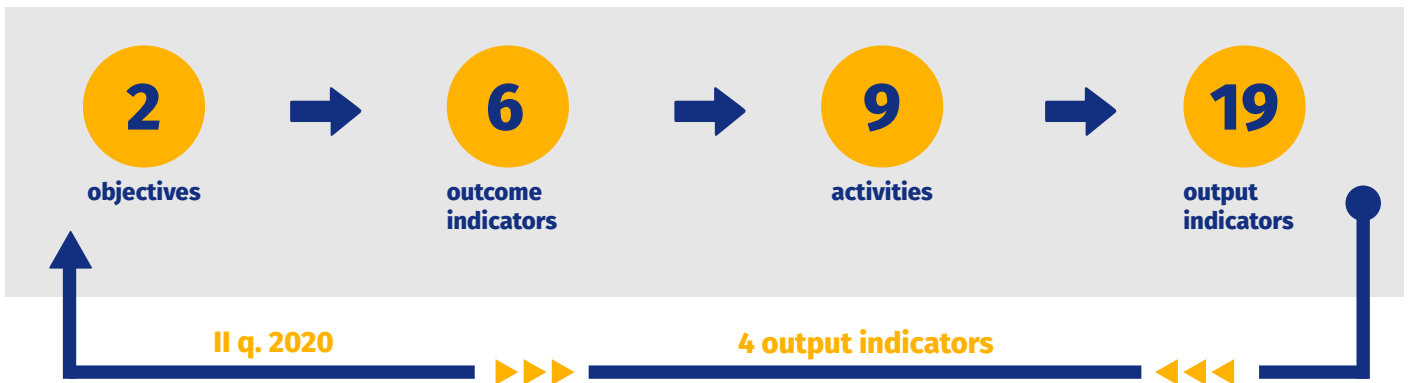 2
objectives
6
outcome
indicators
9
activities
19
output
indicators
II q. 2020
4 output indicators